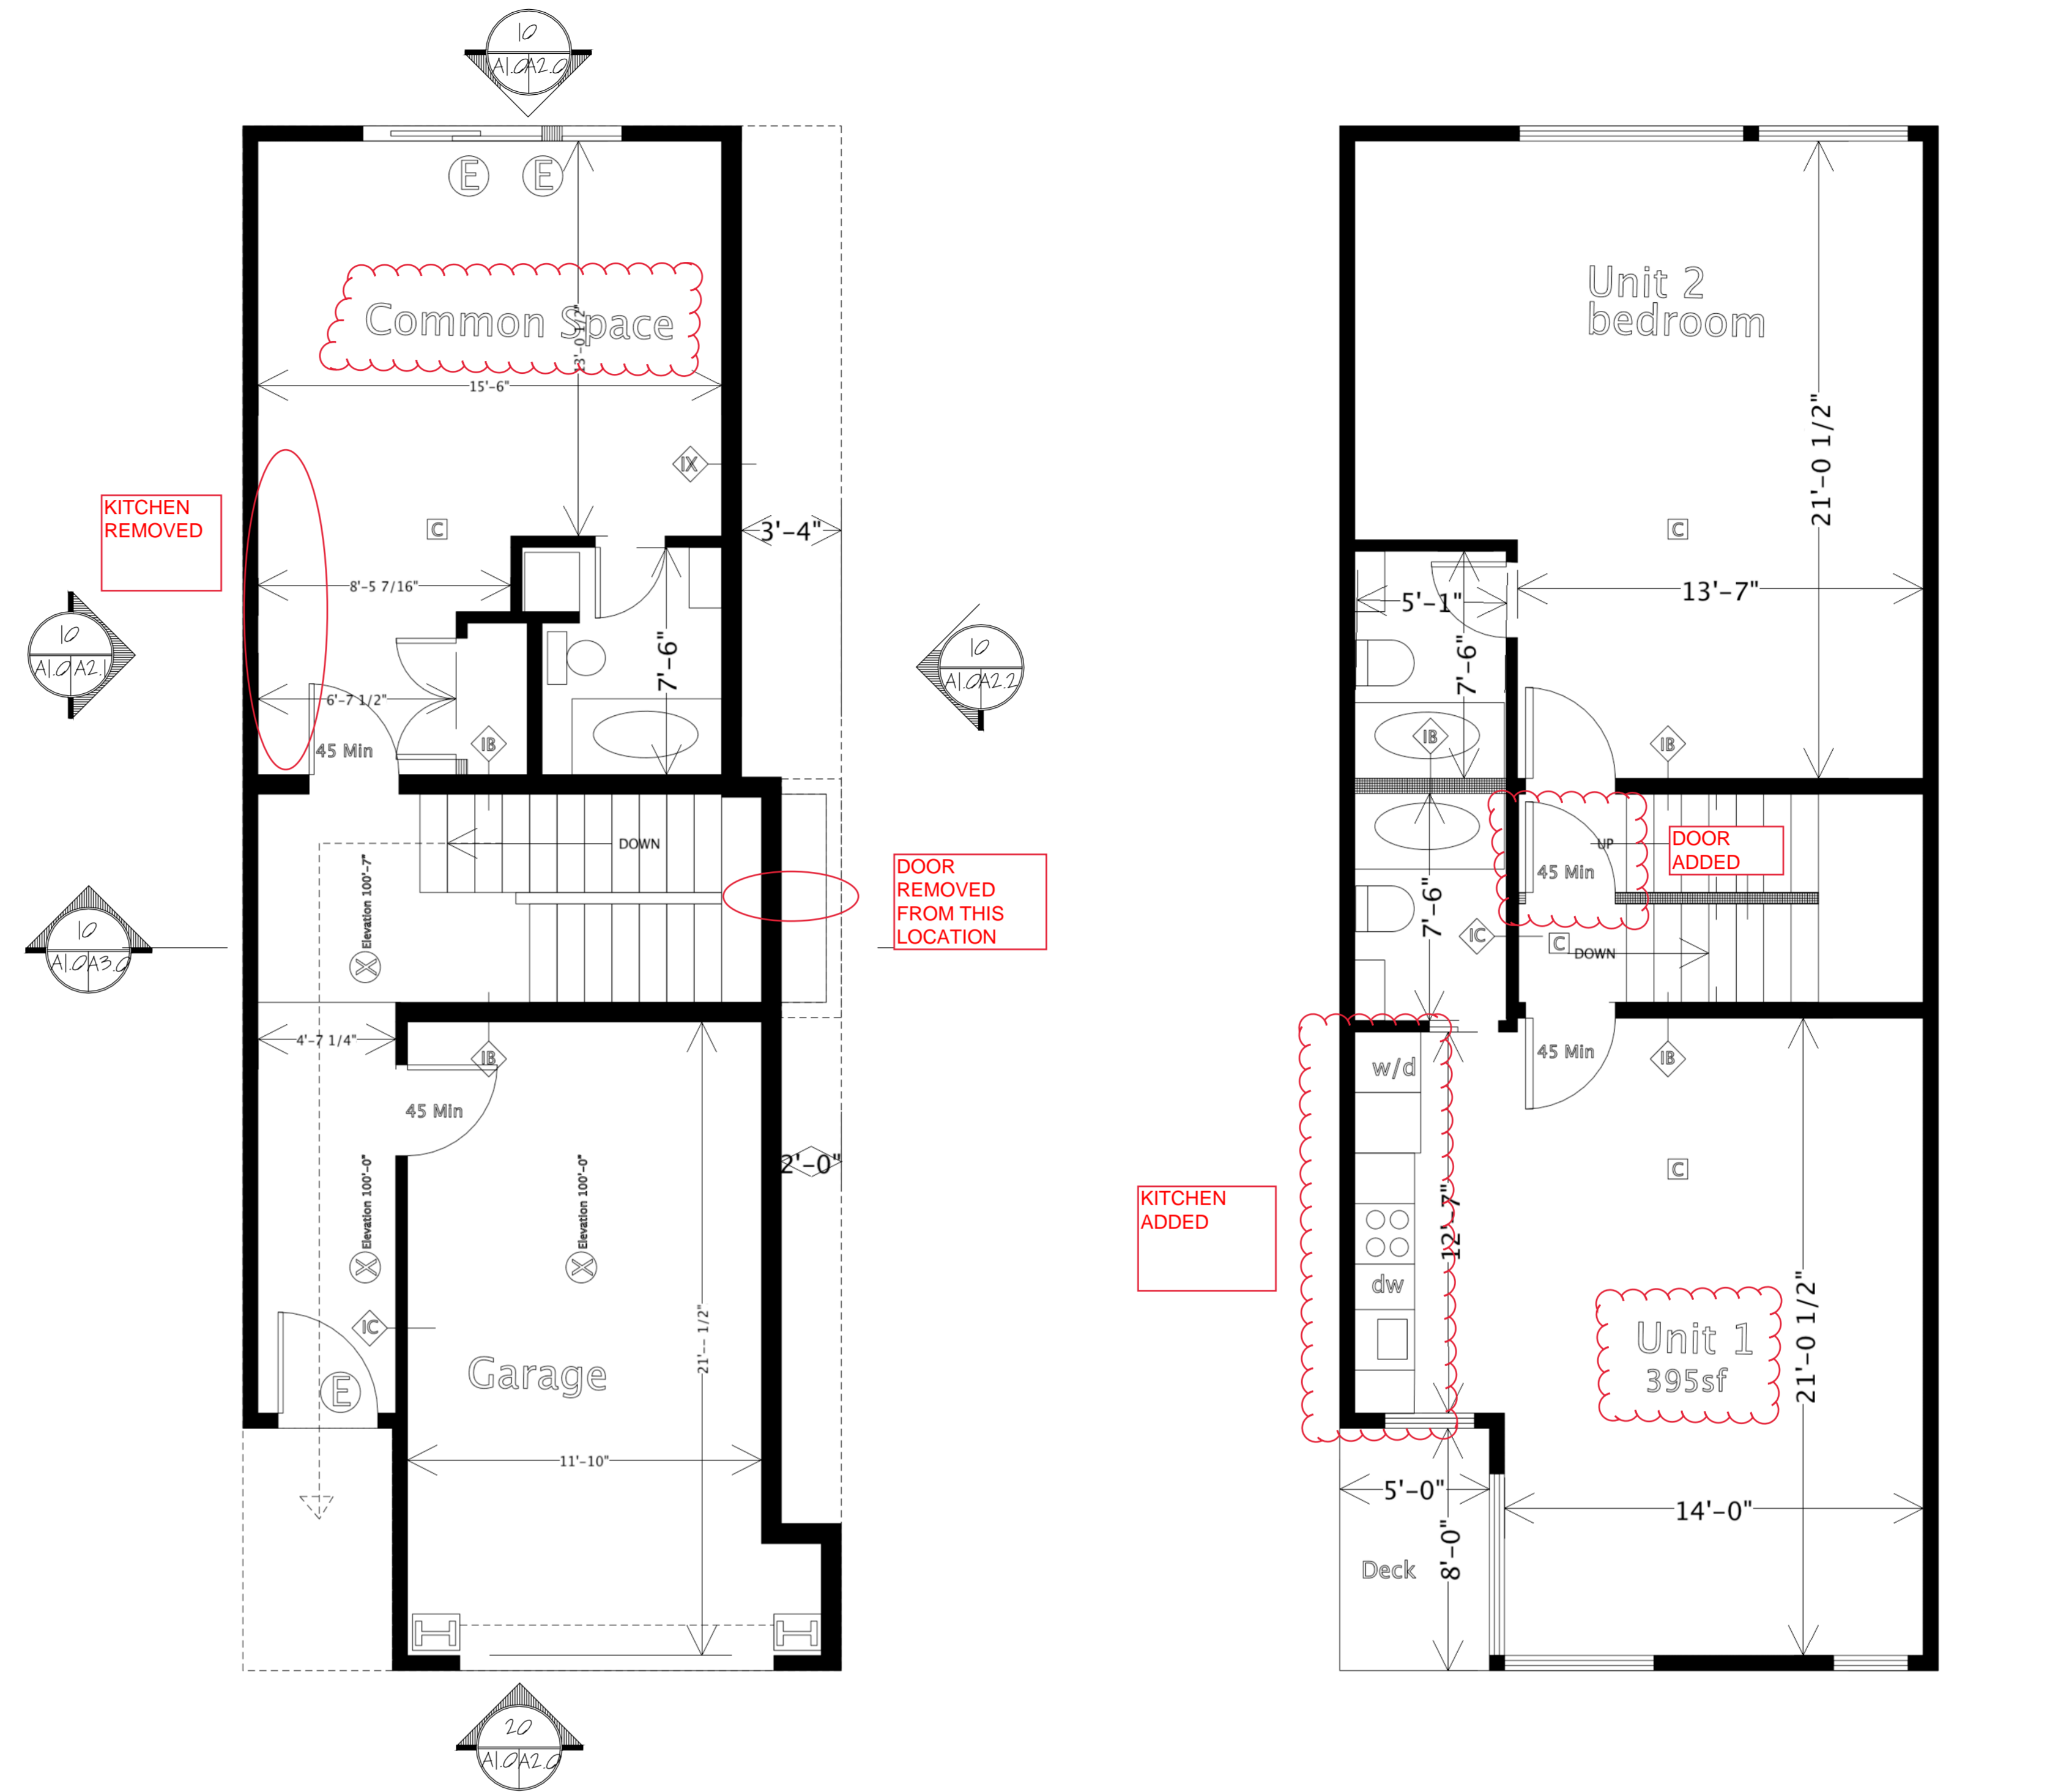 10
A1.0 A2.0
E E
Common Space
13'-0 1/2"
15'-6"
IX
KITCHEN
REMOVED
C
3'-4"
8'-5 7/16"
7'-6"
10
A1.0 A2.1
6'-7 1/2"
45 Min
IB
10
A1.0 A2.2
DOWN
Elevation 100'-7"
X
DOOR
REMOVED
FROM THIS
LOCATION
10
A1.0 A3.0
4'-7 1/4"
IB
45 Min
2'-0"
Elevation 100'-0"
X
Elevation 100'-0"
X
IC
E
Garage
21'-- 1/2"
11'-10"
H H
20
A1.0 A2.0
Unit 2
bedroom
21'-0 1/2"
C
5'-1"
13'-7"
7'-6"
IB
IB
UP
DOOR
ADDED
45 Min
7'-6"
IC
C
DOWN
45 Min
IB
w/d
C
KITCHEN
ADDED
12'-7"
dw
Unit 1
395sf
21'-0 1/2"
5'-0"
14'-0"
8'-0"
Deck